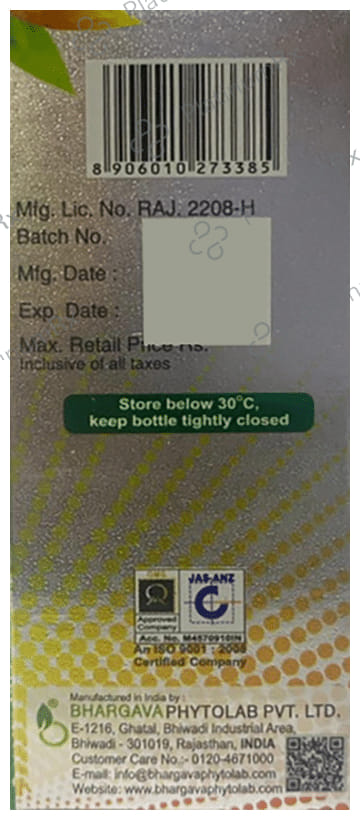 8 906010 273385
Mfg. Lic. No. RAJ. 2208-H
Batch No.
Mfg. Date :
Exp. Date :
Max. Retail Price Rs.
Inclusive of all taxes
Store below 30°C,
keep bottle tightly closed
JAS-ANZ
Approved
Company
Acc. No. M4570910IN
An ISO 9001 : 2008
Certified Company
Manufactured in India by :
BHARGAVA PHYTOLAB PVT. LTD.
E-1216, Ghatal, Bhiwadi Industrial Area,
Bhiwadi - 301019, Rajasthan, INDIA
Customer Care No.:- 0120-4671000
E-mail: info@bhargavaphytolab.com
Website: www.bhargavaphytolab.com